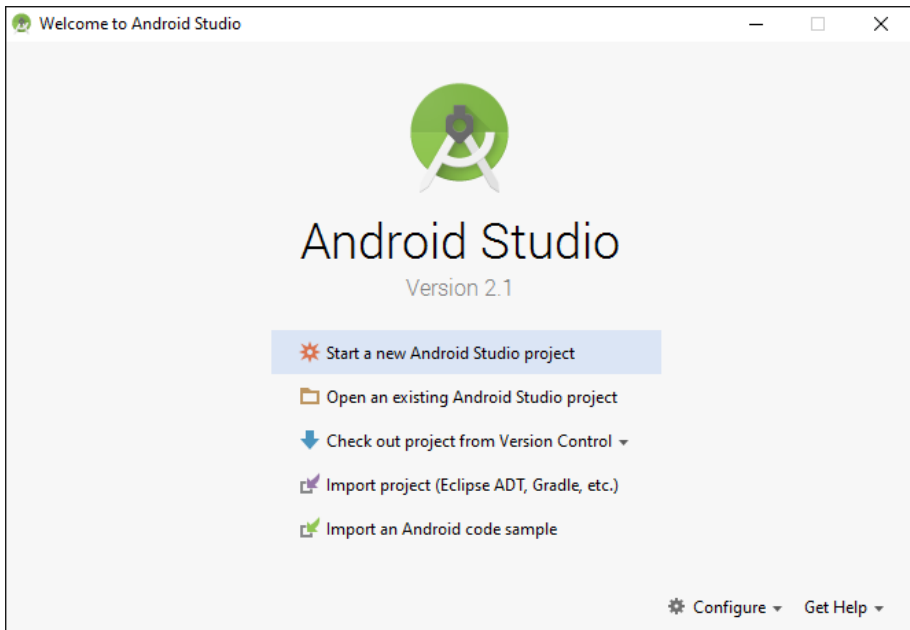 Welcome to Android Studio
Android Studio
Version 2.1
Start a new Android Studio project
Open an existing Android Studio project
Check out project from Version Control
Import project (Eclipse ADT, Gradle, etc.)
Import an Android code sample
Configure Get Help